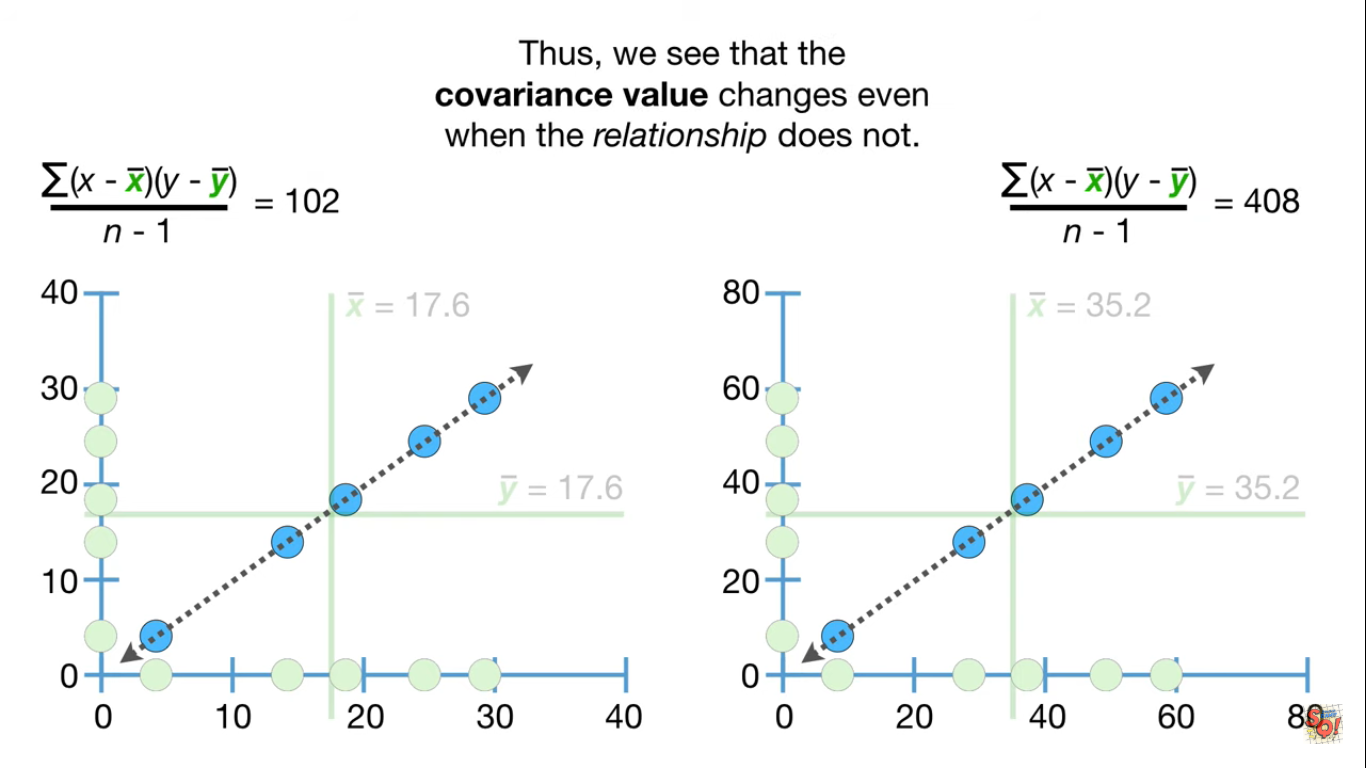 Thus, we see that the
covariance value changes even
when the relationship does not.
∑(x - x̄)(y - ȳ)
n - 1
= 102
∑(x - x̄)(y - ȳ)
n - 1
= 408
40
30
20
10
0
0 10 20 30 40
x̄ = 17.6
ȳ = 17.6
80
60
40
20
0
0 20 40 60 80
x̄ = 35.2
ȳ = 35.2
SQ!